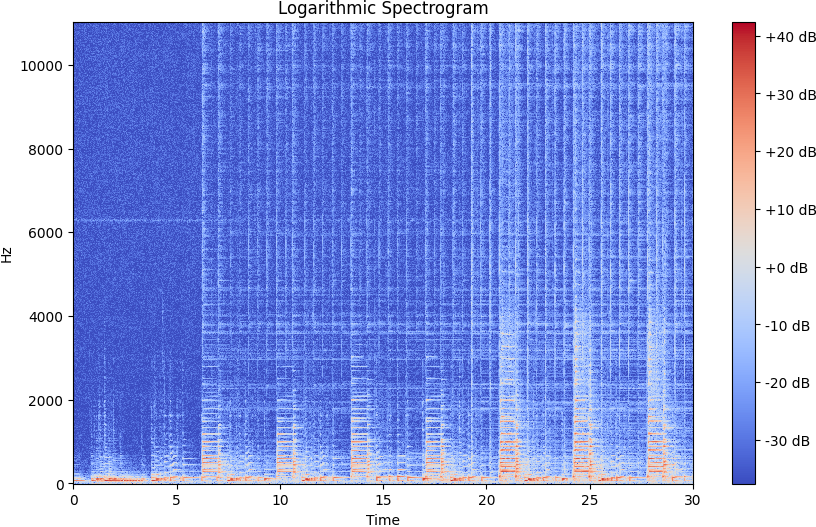 Logarithmic Spectrogram
Hz
10000
8000
6000
4000
2000
0
0 5 10 15 20 25 30
Time
+40 dB
+30 dB
+20 dB
+10 dB
+0 dB
-10 dB
-20 dB
-30 dB